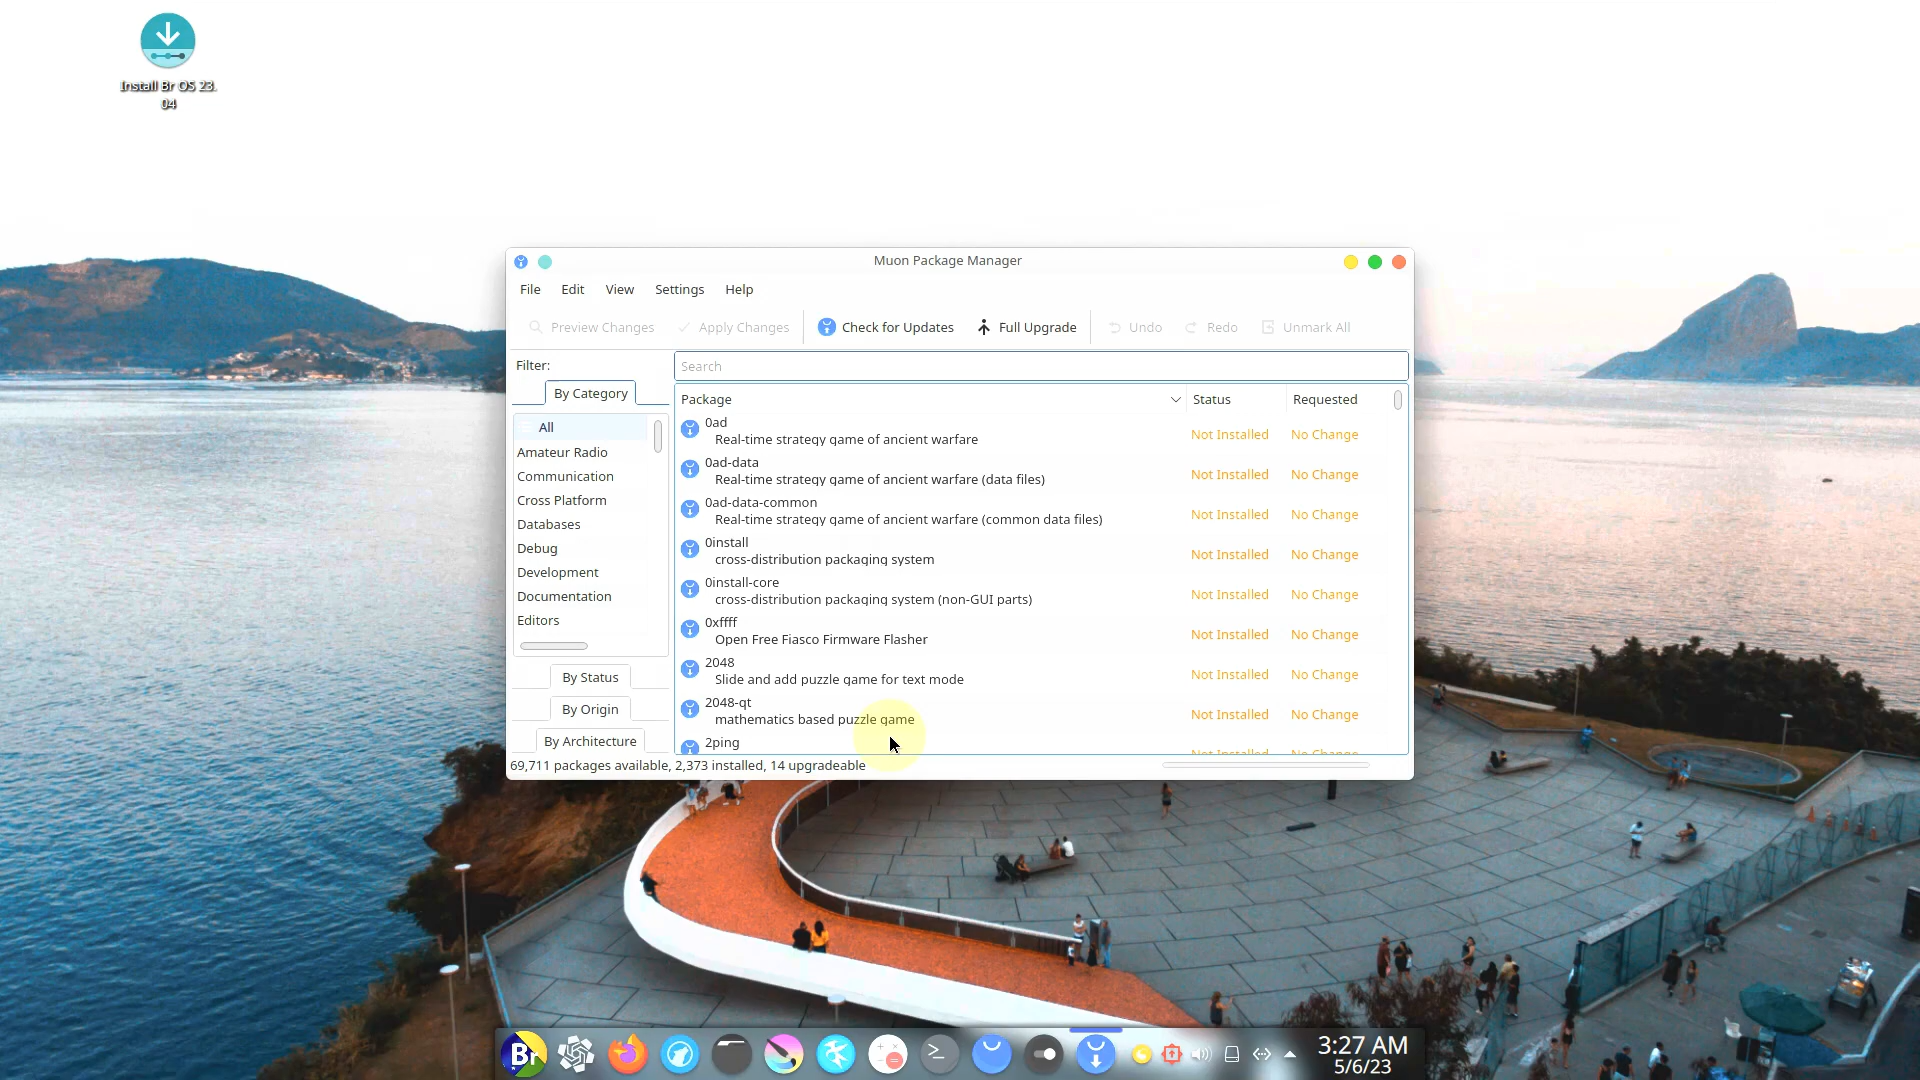 Install Br OS 23.
04
Muon Package Manager
File Edit View Settings Help
Preview Changes Apply Changes Check for Updates Full Upgrade Undo Redo Unmark All
Filter:
Search
By Category
Package Status Requested
All
Amateur Radio
Communication
Cross Platform
Databases
Debug
Development
Documentation
Editors
By Status
By Origin
By Architecture
0ad
Real-time strategy game of ancient warfare
Not Installed No Change
0ad-data
Real-time strategy game of ancient warfare (data files)
Not Installed No Change
0ad-data-common
Real-time strategy game of ancient warfare (common data files)
Not Installed No Change
0install
cross-distribution packaging system
Not Installed No Change
0install-core
cross-distribution packaging system (non-GUI parts)
Not Installed No Change
0xffff
Open Free Fiasco Firmware Flasher
Not Installed No Change
2048
Slide and add puzzle game for text mode
Not Installed No Change
2048-qt
mathematics based puzzle game
Not Installed No Change
2ping
Not Installed No Change
69,711 packages available, 2,373 installed, 14 upgradeable
Br
3:27 AM
5/6/23